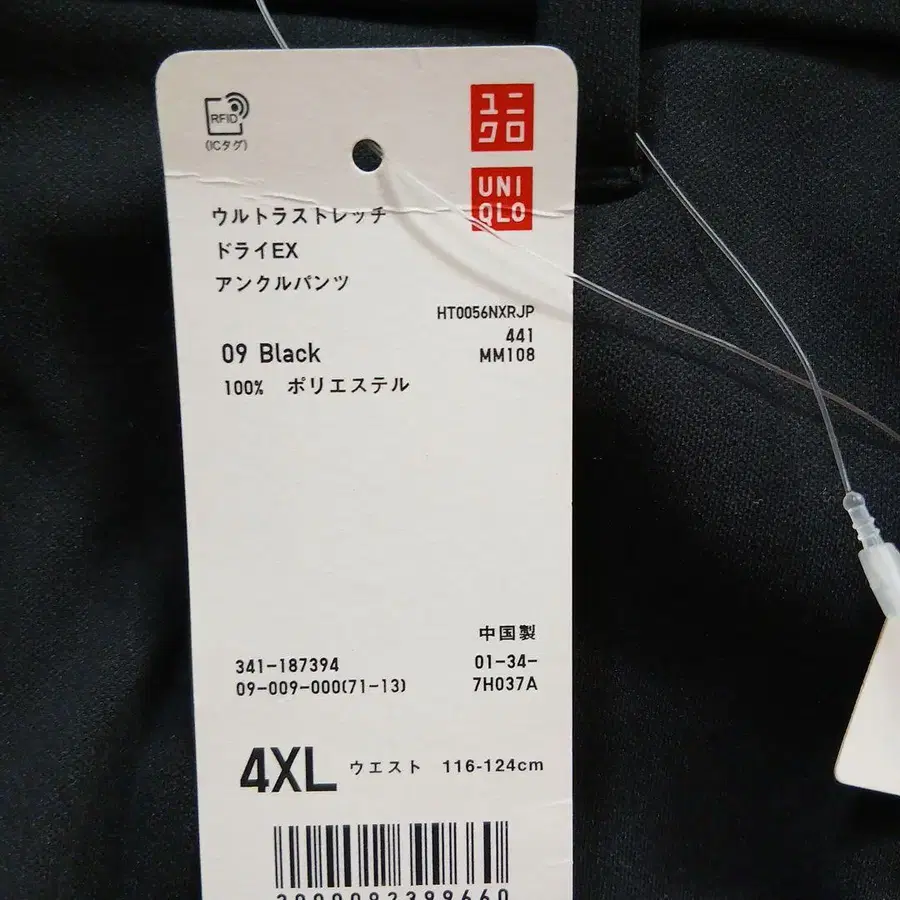 RFID
(ICタグ)
ユニ
クロ
UNI
QLO
ウルトラストレッチ
ドライEX
アンクルパンツ
HT0056NXRJP
441
MM108
09 Black
100% ポリエステル
中国製
341-187394
01-34-
09-009-000(71-13)
7H037A
4XL ウエスト 116-124cm